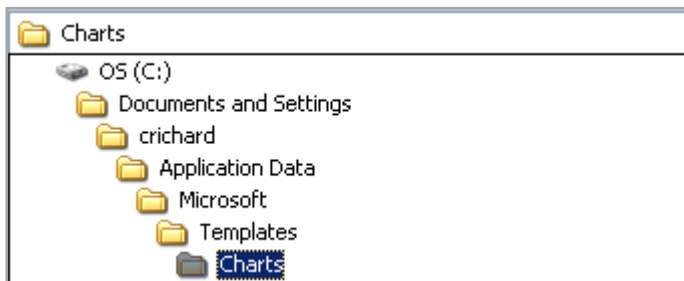 Charts
OS (C:)
Documents and Settings
crichard
Application Data
Microsoft
Templates
Charts